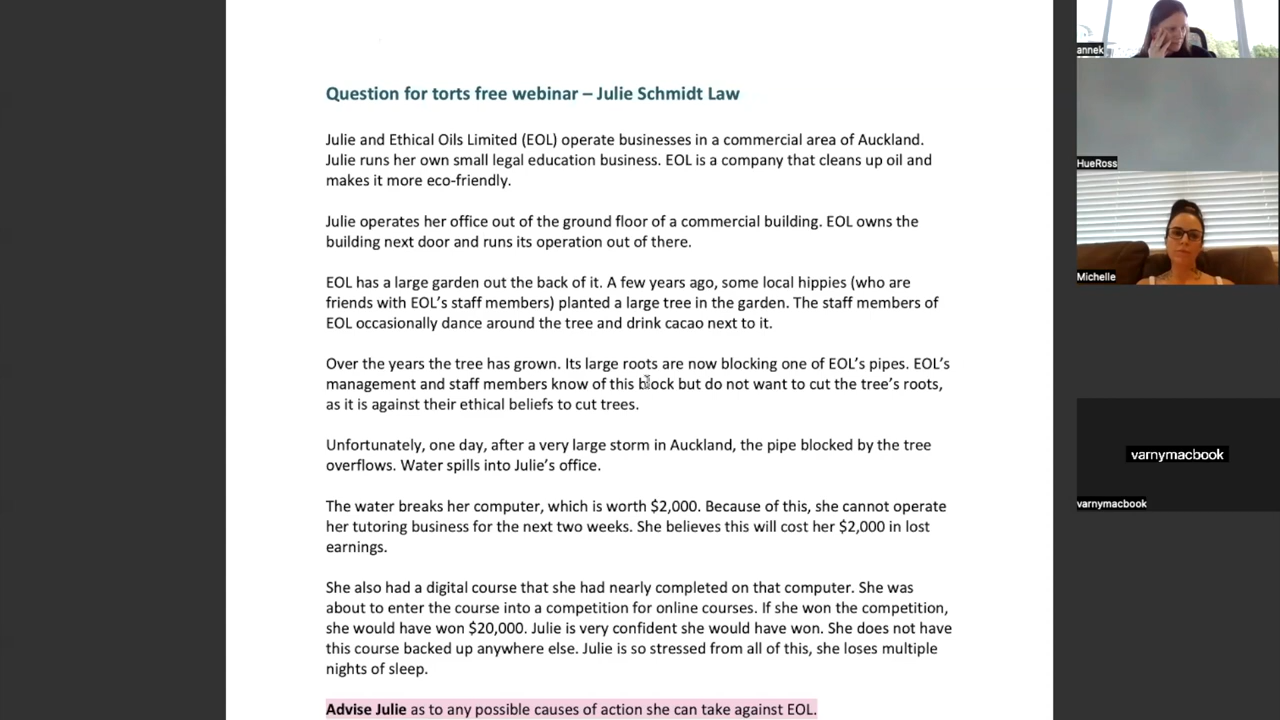 Question for torts free webinar – Julie Schmidt Law
Julie and Ethical Oils Limited (EOL) operate businesses in a commercial area of Auckland.
Julie runs her own small legal education business. EOL is a company that cleans up oil and
makes it more eco-friendly.
Julie operates her office out of the ground floor of a commercial building. EOL owns the
building next door and runs its operation out of there.
EOL has a large garden out the back of it. A few years ago, some local hippies (who are
friends with EOL’s staff members) planted a large tree in the garden. The staff members of
EOL occasionally dance around the tree and drink cacao next to it.
Over the years the tree has grown. Its large roots are now blocking one of EOL’s pipes. EOL’s
management and staff members know of this block but do not want to cut the tree’s roots,
as it is against their ethical beliefs to cut trees.
Unfortunately, one day, after a very large storm in Auckland, the pipe blocked by the tree
overflows. Water spills into Julie’s office.
The water breaks her computer, which is worth $2,000. Because of this, she cannot operate
her tutoring business for the next two weeks. She believes this will cost her $2,000 in lost
earnings.
She also had a digital course that she had nearly completed on that computer. She was
about to enter the course into a competition for online courses. If she won the competition,
she would have won $20,000. Julie is very confident she would have won. She does not have
this course backed up anywhere else. Julie is so stressed from all of this, she loses multiple
nights of sleep.
Advise Julie as to any possible causes of action she can take against EOL.
annek
HueRoss
Michelle
varnymacbook
varnymacbook